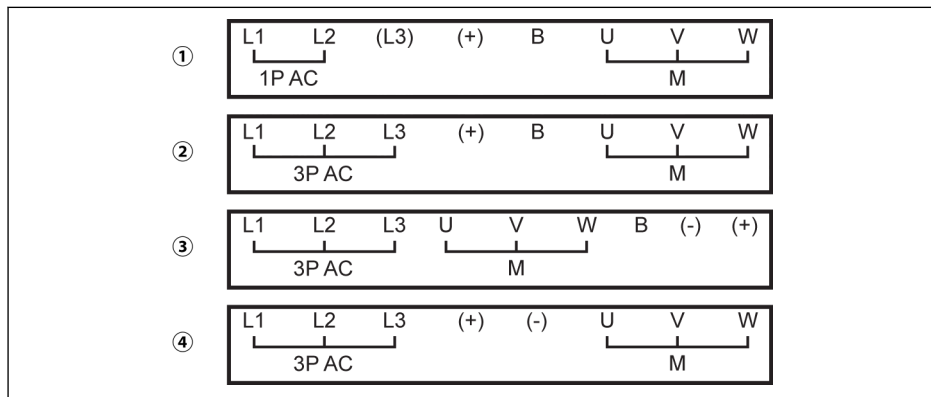 ① L1 L2 (L3) (+) B U V W
1P AC M
② L1 L2 L3 (+) B U V W
3P AC M
③ L1 L2 L3 U V W B (-) (+)
3P AC M
④ L1 L2 L3 (+) (-) U V W
3P AC M